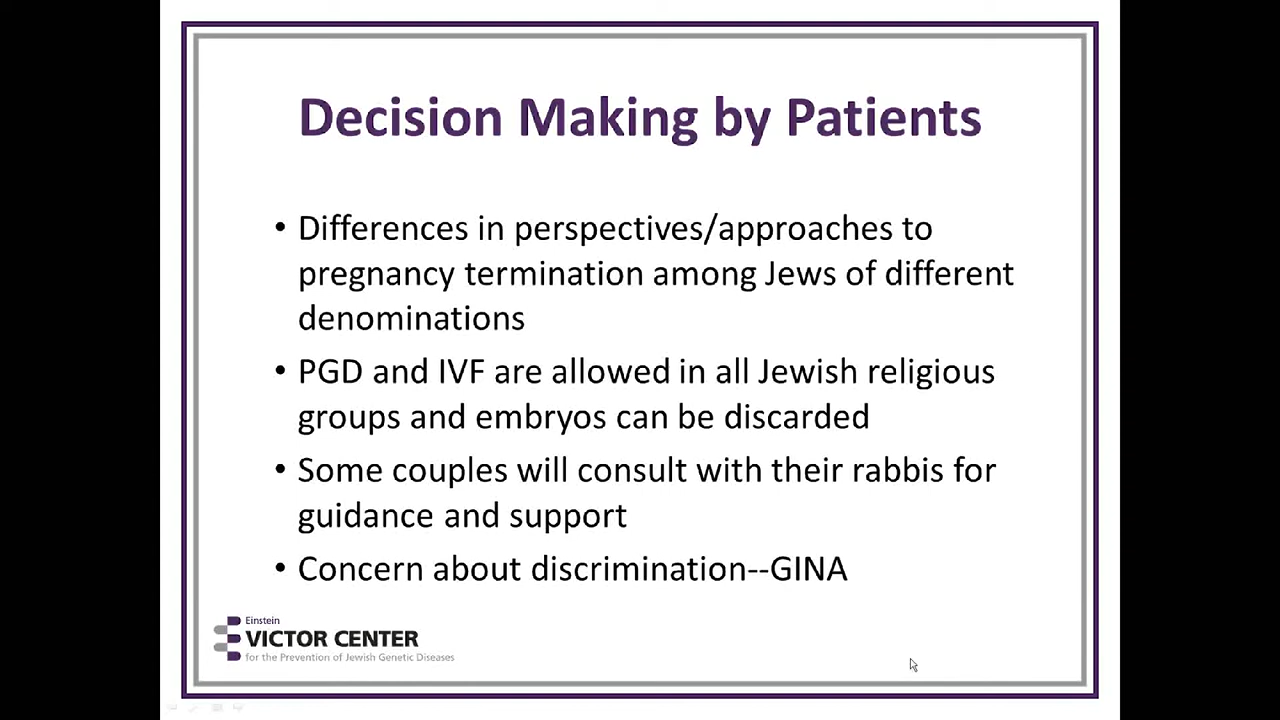 Decision Making by Patients
• Differences in perspectives/approaches to
pregnancy termination among Jews of different
denominations
• PGD and IVF are allowed in all Jewish religious
groups and embryos can be discarded
• Some couples will consult with their rabbis for
guidance and support
• Concern about discrimination--GINA
Einstein
VICTOR CENTER
for the Prevention of Jewish Genetic Diseases